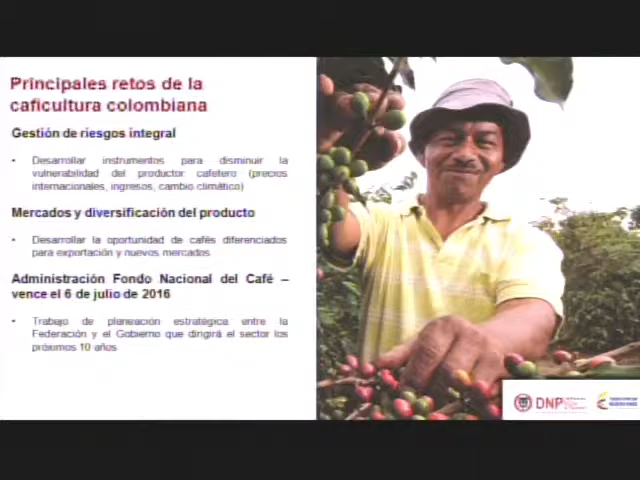 Principales retos de la
caficultura colombiana
Gestión de riesgos integral
• Desarrollar instrumentos para disminuir la
vulnerabilidad del productor cafetero (precios
internacionales, ingresos, cambio climático)
Mercados y diversificación del producto
• Desarrollar la oportunidad de cafés diferenciados
para exportación y nuevos mercados
Administración Fondo Nacional del Café –
vence el 6 de julio de 2016
• Trabajo de planeación estratégica entre la
Federación y el Gobierno que dirigirá el sector los
próximos 10 años
DNP